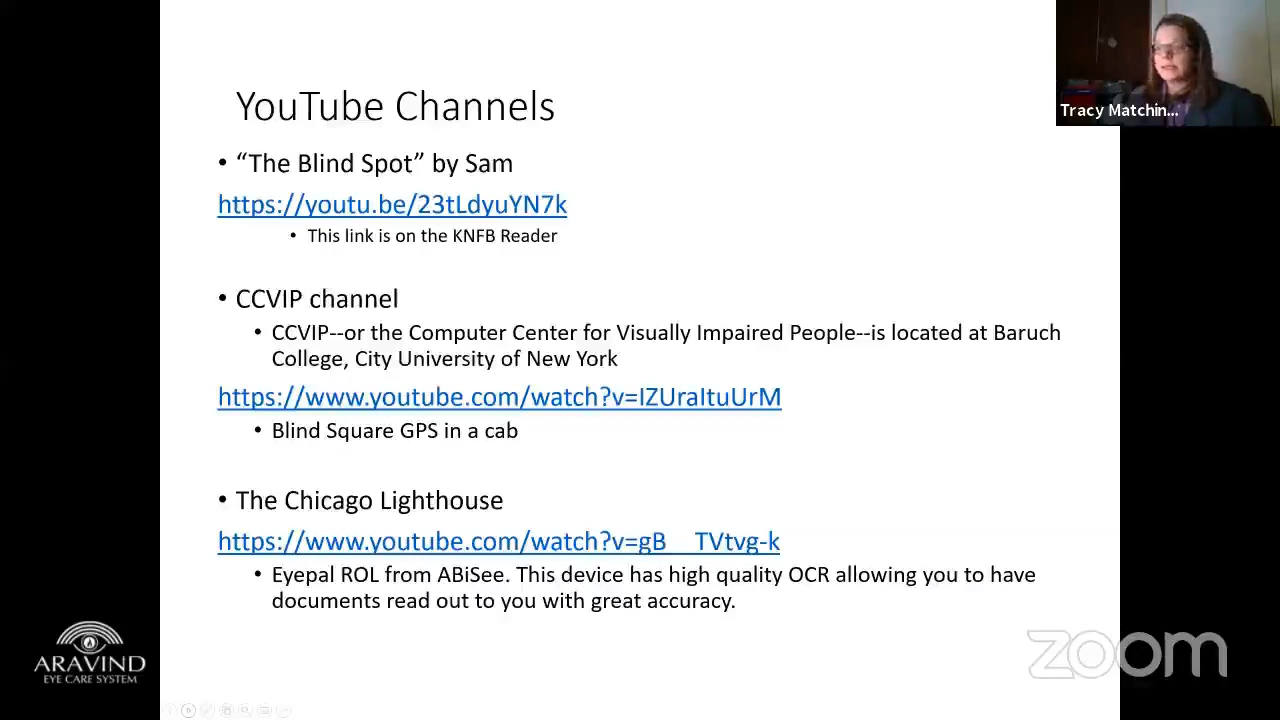 YouTube Channels
• “The Blind Spot” by Sam
https://youtu.be/23tLdyuYN7k
• This link is on the KNFB Reader
• CCVIP channel
• CCVIP--or the Computer Center for Visually Impaired People--is located at Baruch
College, City University of New York
https://www.youtube.com/watch?v=IZUraItuUrM
• Blind Square GPS in a cab
• The Chicago Lighthouse
https://www.youtube.com/watch?v=gB__TVtvg-k
• Eyepal ROL from ABiSee. This device has high quality OCR allowing you to have
documents read out to you with great accuracy.
Tracy Matchin...
ARAVIND
EYE CARE SYSTEM
zoom